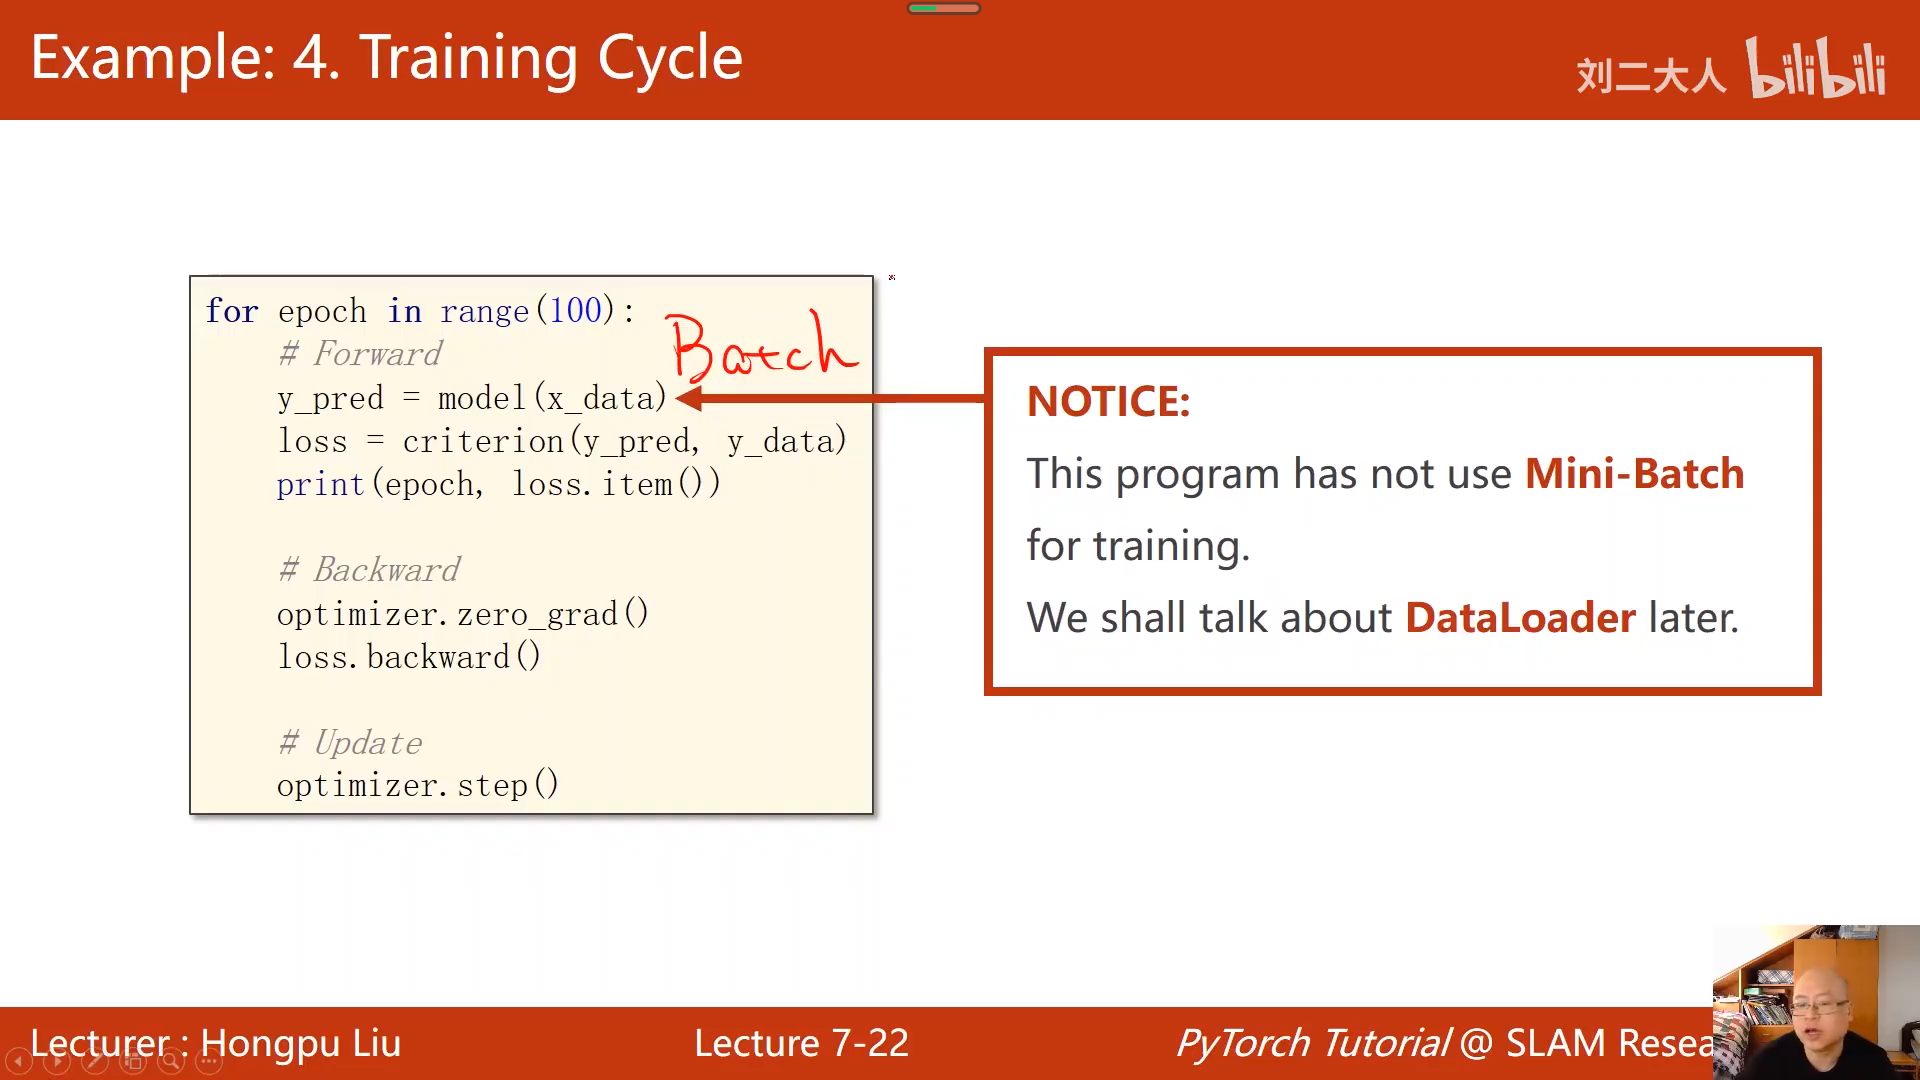 Example: 4. Training Cycle
刘二大人 bilibili
for epoch in range(100):
# Forward
Batch
y_pred = model(x_data)
loss = criterion(y_pred, y_data)
print(epoch, loss.item())
# Backward
optimizer.zero_grad()
loss.backward()
# Update
optimizer.step()
NOTICE:
This program has not use Mini-Batch
for training.
We shall talk about DataLoader later.
Lecturer : Hongpu Liu
Lecture 7-22
PyTorch Tutorial @ SLAM Resea